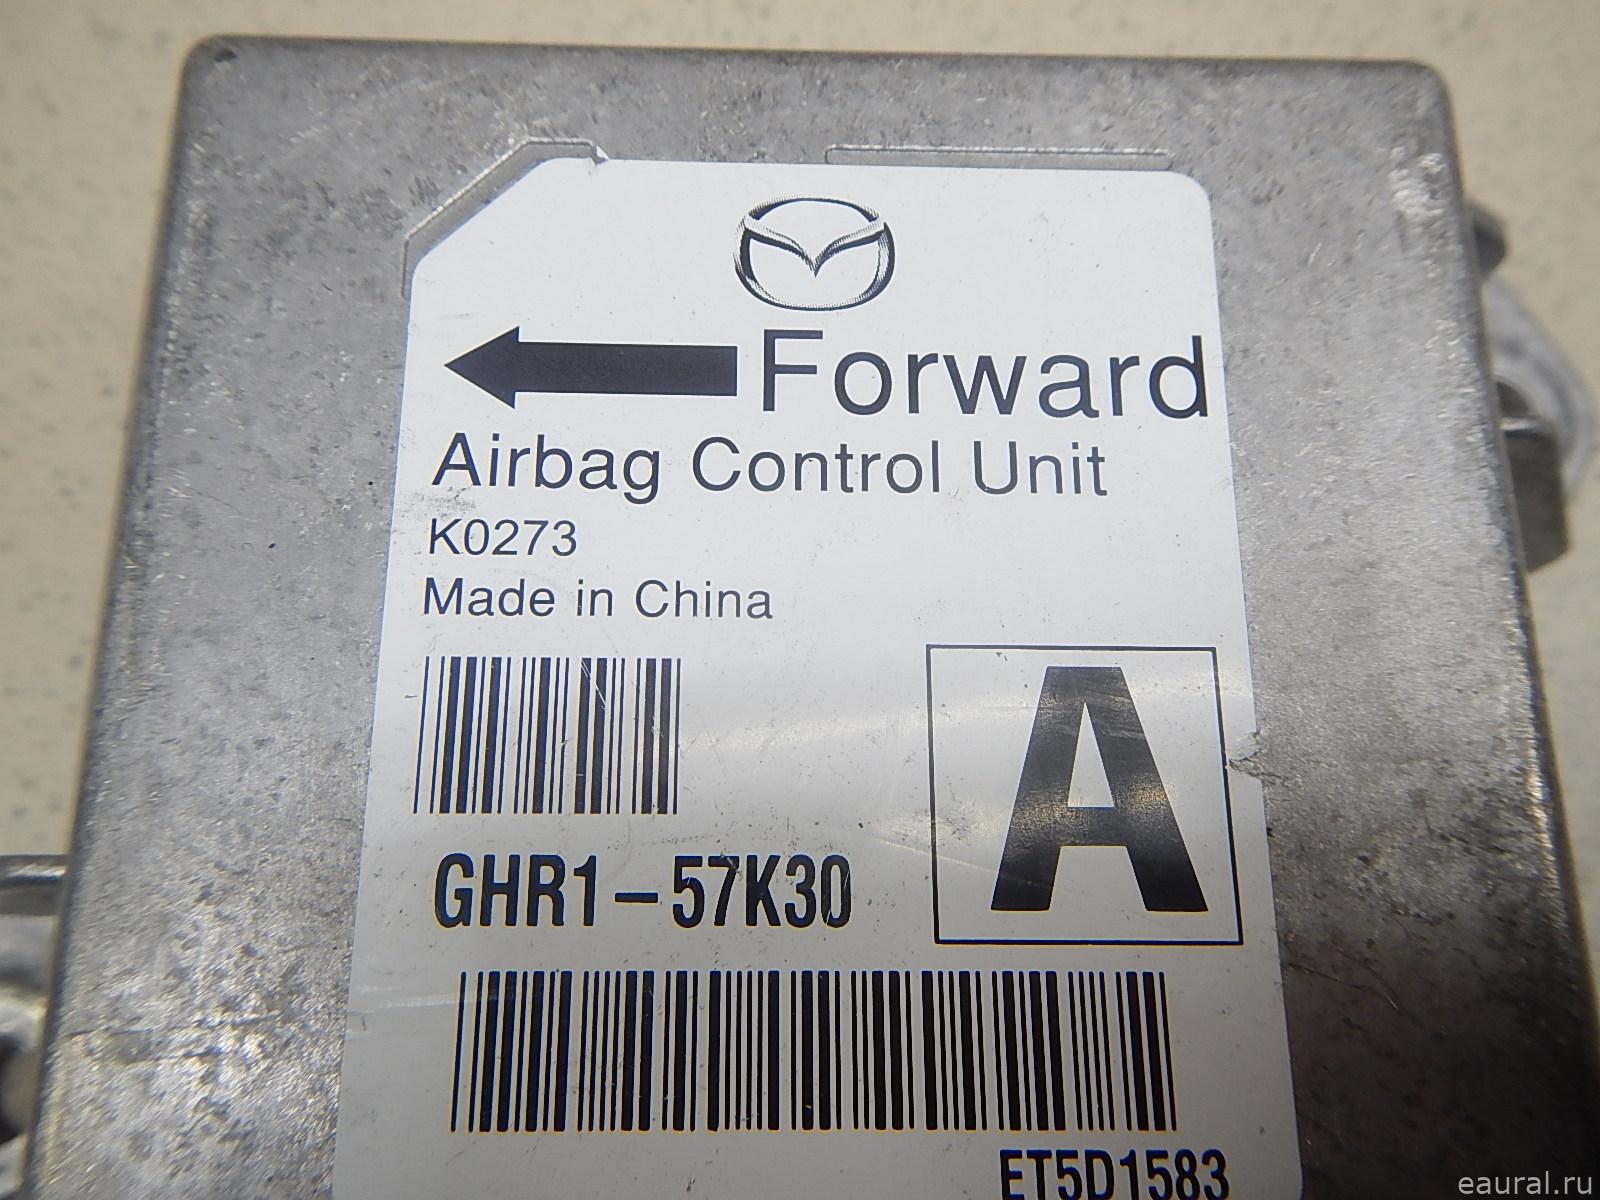 Forward
Airbag Control Unit
K0273
Made in China
A
GHR1-57K30
ET5D1583
eaural.ru